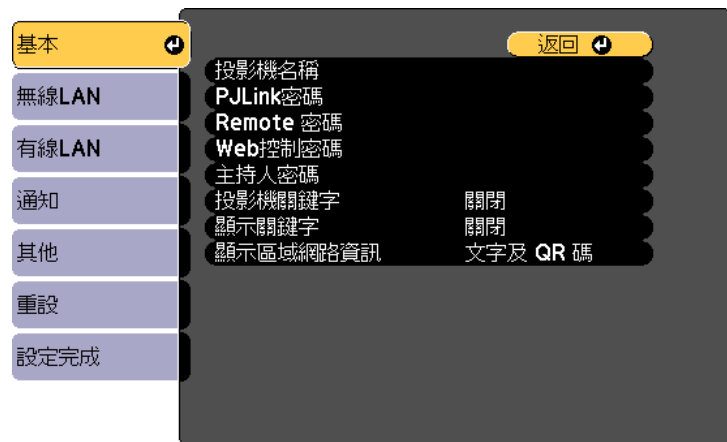 基本
無線LAN
有線LAN
通知
其他
重設
設定完成
返回
投影機名稱
PJLink密碼
Remote 密碼
Web控制密碼
主持人密碼
投影機關鍵字 關閉
顯示關鍵字 關閉
顯示區域網路資訊 文字及 QR 碼